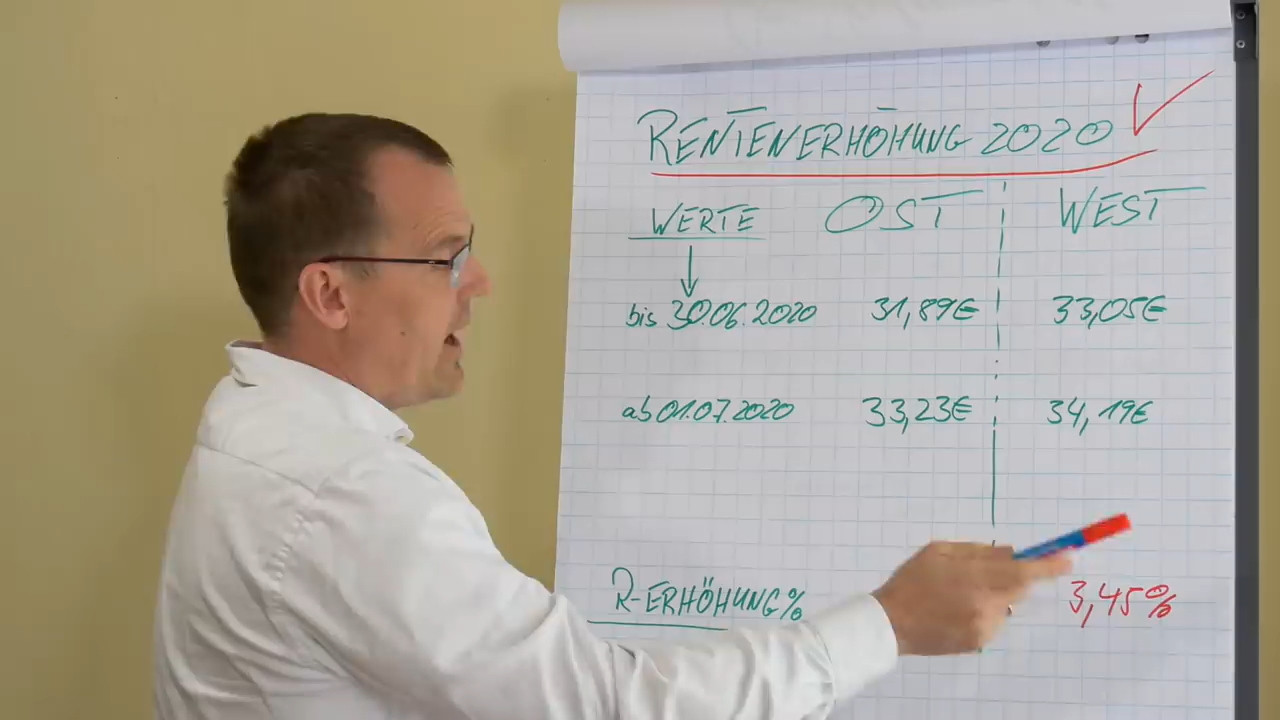 RENTENERHÖHUNG 2020 ✓
WERTE OST WEST
bis 30.06.2020 31,89€ 33,05€
ab 01.07.2020 33,23€ 34,19€
R-ERHÖHUNG% 3,45%